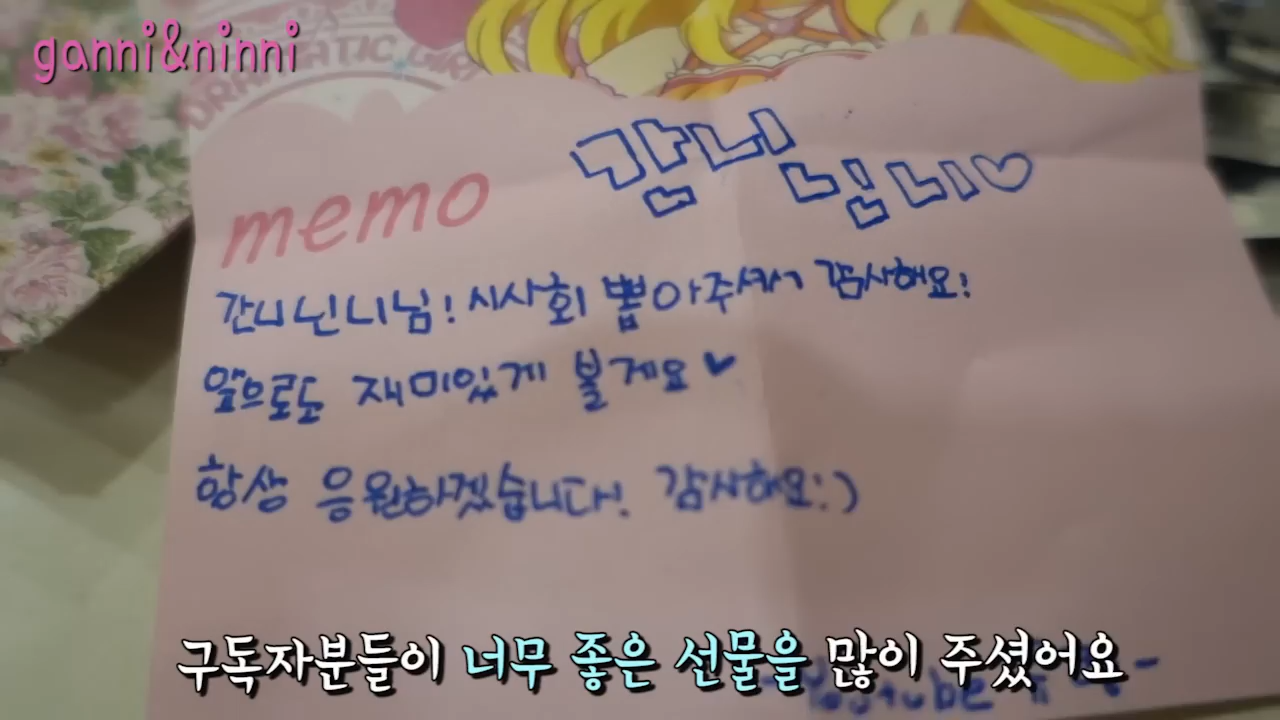 ganni&ninni
DRAMATIC GIRL
간니
닌니♡
memo
간니닌니님! 시사회 뽑아주셔서 감사해요!
앞으로도 재미있게 볼게요♥
항상 응원하겠습니다! 감사해요:)
구독자분들이 너무 좋은 선물을 많이 주셨어요
Youtube